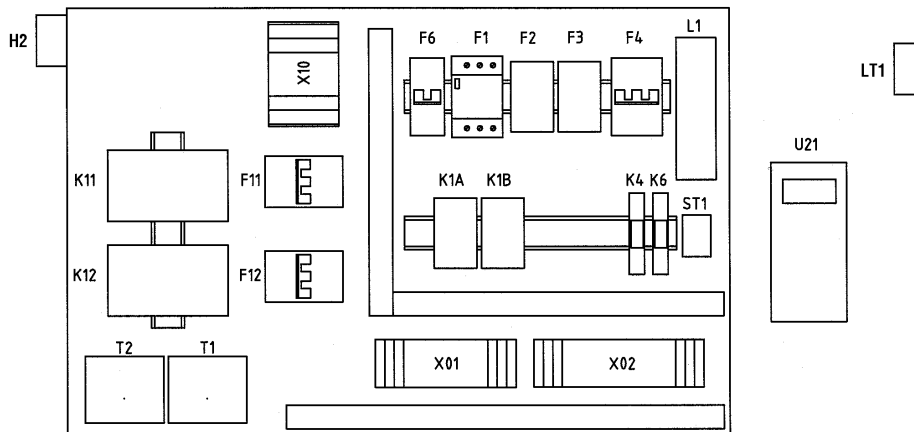 H2
X10
F6
F1
F2
F3
F4
L1
LT1
U21
K11
F11
K1A
K1B
K4
K6
ST1
K12
F12
T2
T1
X01
X02